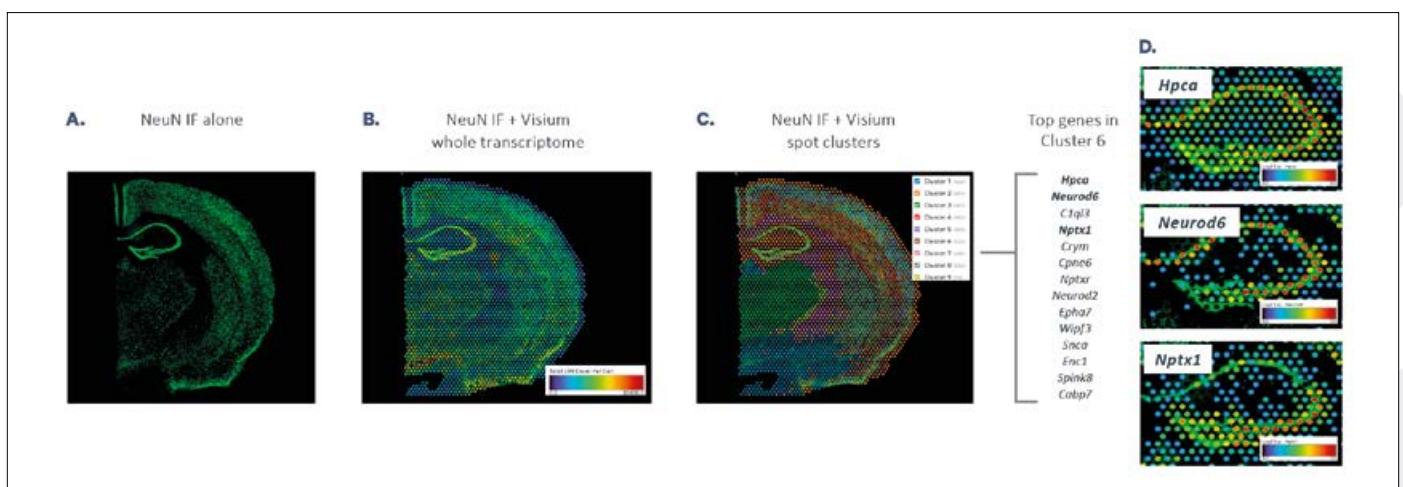 A.
NeuN IF alone
B.
NeuN IF + Visium
whole transcriptome
C.
NeuN IF + Visium
spot clusters
Cluster 1
Cluster 2
Cluster 3
Cluster 4
Cluster 5
Cluster 6
Cluster 7
Cluster 8
Cluster 9
Top genes in
Cluster 6
Hpca
Neurod6
C1ql3
Nptx1
Crym
Cpne6
Nptxr
Neurod2
Epha7
Wipf3
Snca
Enc1
Spink8
Cabp7
D.
Hpca
Neurod6
Nptx1